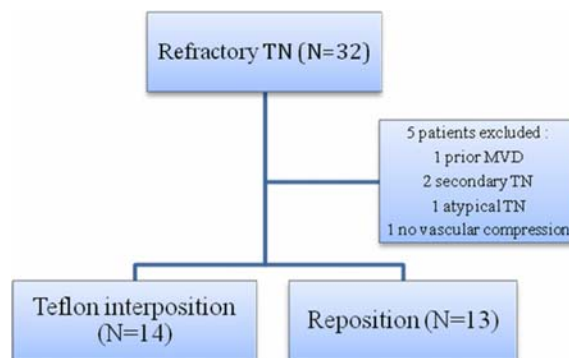 Refractory TN (N=32)
5 patients excluded :
1 prior MVD
2 secondary TN
1 atypical TN
1 no vascular compression
Teflon interposition
(N=14)
Reposition (N=13)